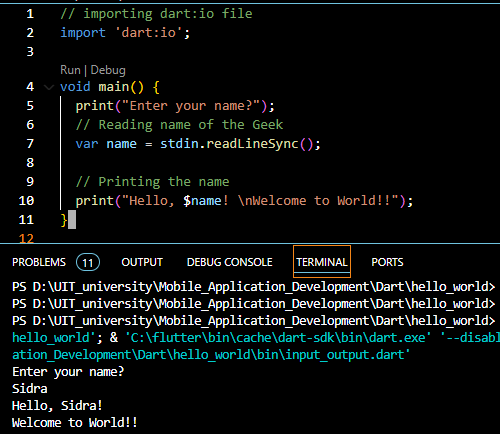 1 // importing dart:io file
2 import 'dart:io';
3
Run | Debug
4 void main() {
5 print("Enter your name?");
6 // Reading name of the Geek
7 var name = stdin.readLineSync();
8
9 // Printing the name
10 print("Hello, $name! \nWelcome to World!!");
11 }
12
PROBLEMS 11 OUTPUT DEBUG CONSOLE TERMINAL PORTS
PS D:\UIT_university\Mobile_Application_Development\Dart\hello_world>
PS D:\UIT_university\Mobile_Application_Development\Dart\hello_world>
PS D:\UIT_university\Mobile_Application_Development\Dart\hello_world>
hello_world'; & 'C:\flutter\bin\cache\dart-sdk\bin\dart.exe' '--disabl
ation_Development\Dart\hello_world\bin\input_output.dart'
Enter your name?
Sidra
Hello, Sidra!
Welcome to World!!